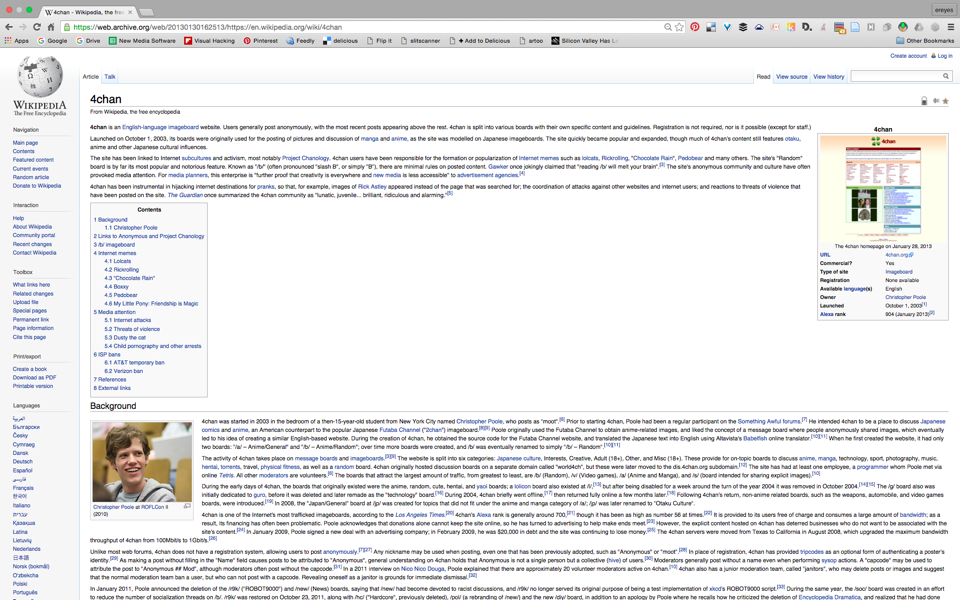 4chan - Wikipedia, the fre
ereyes
https://web.archive.org/web/20130130162513/https://en.wikipedia.org/wiki/4chan
Apps Google Drive New Media Software Visual Hacking Pinterest Feedly delicious Flip it slitscanner + Add to Delicious artoo Silicon Valley Has L
Other Bookmarks
Create account Log in
Article Talk
Read View source View history
WIKIPEDIA
The Free Encyclopedia
Navigation
Main page
Contents
Featured content
Current events
Random article
Donate to Wikipedia
Interaction
Help
About Wikipedia
Community portal
Recent changes
Contact Wikipedia
Toolbox
What links here
Related changes
Upload file
Special pages
Permanent link
Page information
Cite this page
Print/export
Create a book
Download as PDF
Printable version
Languages
العربية
Български
Česky
Cymraeg
Dansk
Deutsch
Español
فارسی
Français
한국어
Italiano
עברית
Қазақша
Latina
Lietuvių
Nederlands
日本語
Norsk (bokmål)
O'zbekcha
Polski
Português
4chan
From Wikipedia, the free encyclopedia
4chan is an English-language imageboard website. Users generally post anonymously, with the most recent posts appearing above the rest. 4chan is split into various boards with their own specific content and guidelines. Registration is not required, nor is it possible (except for staff.)
Launched on October 1, 2003, its boards were originally used for the posting of pictures and discussion of manga and anime, as the site was modelled on Japanese imageboards. The site quickly became popular and expanded, though much of 4chan's content still features otaku,
anime and other Japanese cultural influences.
The site has been linked to Internet subcultures and activism, most notably Project Chanology. 4chan users have been responsible for the formation or popularization of Internet memes such as lolcats, Rickrolling, "Chocolate Rain", Pedobear and many others. The site's "Random"
board is by far its most popular and notorious feature. Known as "/b/" (often pronounced "slash B", or simply "B"), there are minimal rules on posted content. Gawker once jokingly claimed that "reading /b/ will melt your brain".[3] The site's anonymous community and culture have often
provoked media attention. For media planners, this enterprise is "further proof that creativity is everywhere and new media is less accessible" to advertisement agencies.[4]
4chan has been instrumental in hijacking internet destinations for pranks, so that, for example, images of Rick Astley appeared instead of the page that was searched for; the coordination of attacks against other websites and internet users; and reactions to threats of violence that
have been posted on the site. The Guardian once summarized the 4chan community as "lunatic, juvenile... brilliant, ridiculous and alarming."[5]
4chan
The 4chan homepage on January 28, 2013
URL 4chan.org
Commercial? Yes
Type of site Imageboard
Registration None available
Available language(s) English
Owner Christopher Poole
Launched October 1, 2003[1]
Alexa rank 904 (January 2013)[2]
Contents
1 Background
1.1 Christopher Poole
2 Links to Anonymous and Project Chanology
3 /b/ imageboard
4 Internet memes
4.1 Lolcats
4.2 Rickrolling
4.3 "Chocolate Rain"
4.4 Boxxy
4.5 Pedobear
4.6 My Little Pony: Friendship is Magic
5 Media attention
5.1 Internet attacks
5.2 Threats of violence
5.3 Dusty the cat
5.4 Child pornography and other arrests
6 ISP bans
6.1 AT&T temporary ban
6.2 Verizon ban
7 References
8 External links
Background
Christopher Poole at ROFLCon II
(2010)
4chan was started in 2003 in the bedroom of a then-15-year-old student from New York City named Christopher Poole, who posts as "moot".[6] Prior to starting 4chan, Poole had been a regular participant on the Something Awful forums.[7] He intended 4chan to be a place to discuss Japanese
comics and anime, an American counterpart to the popular Japanese Futaba Channel ("2chan") imageboard.[8][9] Poole originally used the Futaba Channel to obtain anime-related images, and liked the concept of a message board where people anonymously shared images, which eventually
led to his idea of creating a similar English-based website. During the creation of 4chan, he obtained the source code for the Futaba Channel website, and translated the Japanese text into English using Altavista's Babelfish online translator.[10][11] When he first created the website, it had only
two boards: "/a/ – Anime/General" and "/b/ – Anime/Random"; over time more boards were created, and /b/ was eventually renamed to simply "/b/ – Random".[10][11]
The activity of 4chan takes place on message boards and imageboards.[3][9] The website is split into six categories: Japanese culture, Interests, Creative, Adult (18+), Other, and Misc (18+). These provide for on-topic boards to discuss anime, manga, technology, sport, photography, music,
hentai, torrents, travel, physical fitness, as well as a random board. 4chan originally hosted discussion boards on a separate domain called "world4ch", but these were later moved to the dis.4chan.org subdomain.[12] The site has had at least one employee, a programmer whom Poole met via
online Tetris. All other moderators are volunteers.[8] The boards that attract the largest amounts of traffic, from greatest to least, are /b/ (Random), /v/ (Video games), /a/ (Anime and Manga), and /s/ (board reserved for sharing explicit images).[10]
During the early days of 4chan, the boards that originally existed were the anime, random, cute, hentai, and yaoi boards; a lolicon board also existed at /l/,[13] but after being disabled for a week around the turn of the year 2004 it was removed in October 2004.[14][15] The /g/ board also was
initially dedicated to guro, before it was deleted and later remade as the "technology" board.[16] During 2004, 4chan briefly went offline,[17] then returned fully online a few months later.[18] Following 4chan's return, non-anime related boards, such as the weapons, automobile, and video games
boards, were introduced.[19] In 2008, the "Japan/General" board at /jp/ was created for topics that did not fit under the anime and manga category of /a/; /jp/ was originally intended to be named "Otaku Culture".
4chan is one of the Internet's most trafficked imageboards, according to the Los Angeles Times.[20] 4chan's Alexa rank is generally around 700,[21] though it has been as high as number 56 at times.[22] It is provided to its users free of charge and consumes a large amount of bandwidth; as a
result, its financing has often been problematic. Poole acknowledges that donations alone cannot keep the site online, so he has turned to advertising to help make ends meet.[23] However, the explicit content hosted on 4chan has deterred businesses who do not want to be associated with the
site's content.[24] In January 2009, Poole signed a new deal with an advertising company; in February 2009, he was $20,000 in debt and the site was continuing to lose money.[25] The 4chan servers were moved from Texas to California in August 2008, which upgraded the maximum bandwidth
throughput of 4chan from 100Mbit/s to 1Gbit/s.[26]
Unlike most web forums, 4chan does not have a registration system, allowing users to post anonymously.[7][27] Any nickname may be used when posting, even one that has been previously adopted, such as "Anonymous" or "moot".[28] In place of registration, 4chan has provided tripcodes as an optional form of authenticating a poster's
identity.[29] As making a post without filling in the "Name" field causes posts to be attributed to "Anonymous", general understanding on 4chan holds that Anonymous is not a single person but a collective (hive) of users.[30] Moderators generally post without a name even when performing sysop actions. A "capcode" may be used to
attribute the post to "Anonymous ## Mod", although moderators often post without the capcode.[31] In a 2011 interview on Nico Nico Douga, Poole explained that there are approximately 20 volunteer moderators active on 4chan.[10] 4chan also has a junior moderation team, called "janitors", who may delete posts or images and suggest
that the normal moderation team ban a user, but who can not post with a capcode. Revealing oneself as a janitor is grounds for immediate dismissal.[32]
In January 2011, Poole announced the deletion of the /r9k/ ("ROBOT9000") and /new/ (News) boards, saying that /new/ had become devoted to racist discussions, and /r9k/ no longer served its original purpose of being a test implementation of xkcd's ROBOT9000 script.[33] During the same year, the /soc/ board was created in an
effort to reduce the number of socialization threads on /b/. /r9k/ was restored on October 23, 2011, along with /hc/ ("Hardcore", previously deleted), /pol/ (a rebranding of /new/) and the new /diy/ board, in addition to an apology by Poole where he recalls how he criticized the deletion of Encyclopedia Dramatica, and realized that he had done